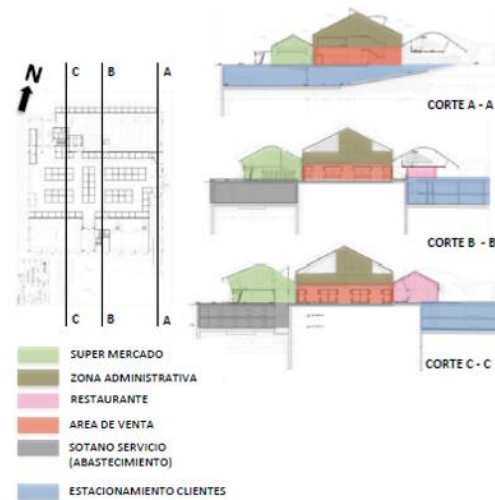 N
C B A
CORTE A - A
CORTE B - B
C B A
CORTE C - C
SUPER MERCADO
ZONA ADMINISTRATIVA
RESTAURANTE
AREA DE VENTA
SOTANO SERVICIO
(ABASTECIMIENTO)
ESTACIONAMIENTO CLIENTES